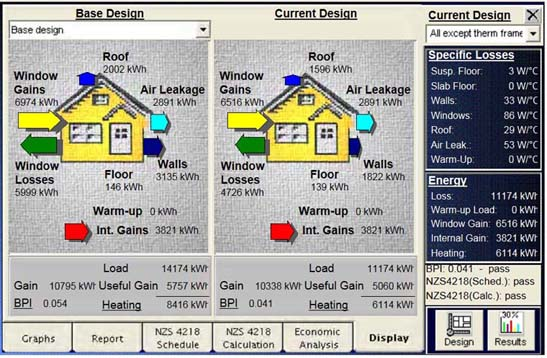 Base Design
Base design
Roof
2002 kWh
Window
Gains
6974 kWh
Air Leakage
2891 kWh
Window
Losses
5999 kWh
Floor
146 kWh
Walls
3135 kWh
Warm-up 0 kWh
Int. Gains 3821 kWh
Load 14174 kWh
Gain 10795 kWh Useful Gain 5757 kWh
BPI 0.054 Heating 8416 kWH
Current Design
Roof
1596 kWh
Window
Gains
6516 kWh
Air Leakage
2891 kWh
Window
Losses
4726 kWh
Floor
139 kWh
Walls
1822 kWh
Warm-up 0 kWh
Int. Gains 3821 kWh
Load 11174 kWh
Gain 10338 kWh Useful Gain 5060 kWh
BPI 0.041 Heating 6114 kWH
Current Design
All except therm frame
Specific Losses
Susp. Floor: 3 W/°C
Slab Floor: 0 W/°C
Walls: 33 W/°C
Windows: 86 W/°C
Roof: 29 W/°C
Air Leak.: 53 W/°C
Warm-Up: 0 W/°C
Energy
Loss: 11174 kWH
Warm-up Load: 0 kWH
Window Gain: 6516 kWH
Internal Gain: 3821 kWH
Heating: 6114 kWH
BPI: 0.041 - pass
NZS4218(Sched.): pass
NZS4218(Calc.): pass
Graphs
Report
NZS 4218
Schedule
NZS 4218
Calculation
Economic
Analysis
Display
Design
30%
Results